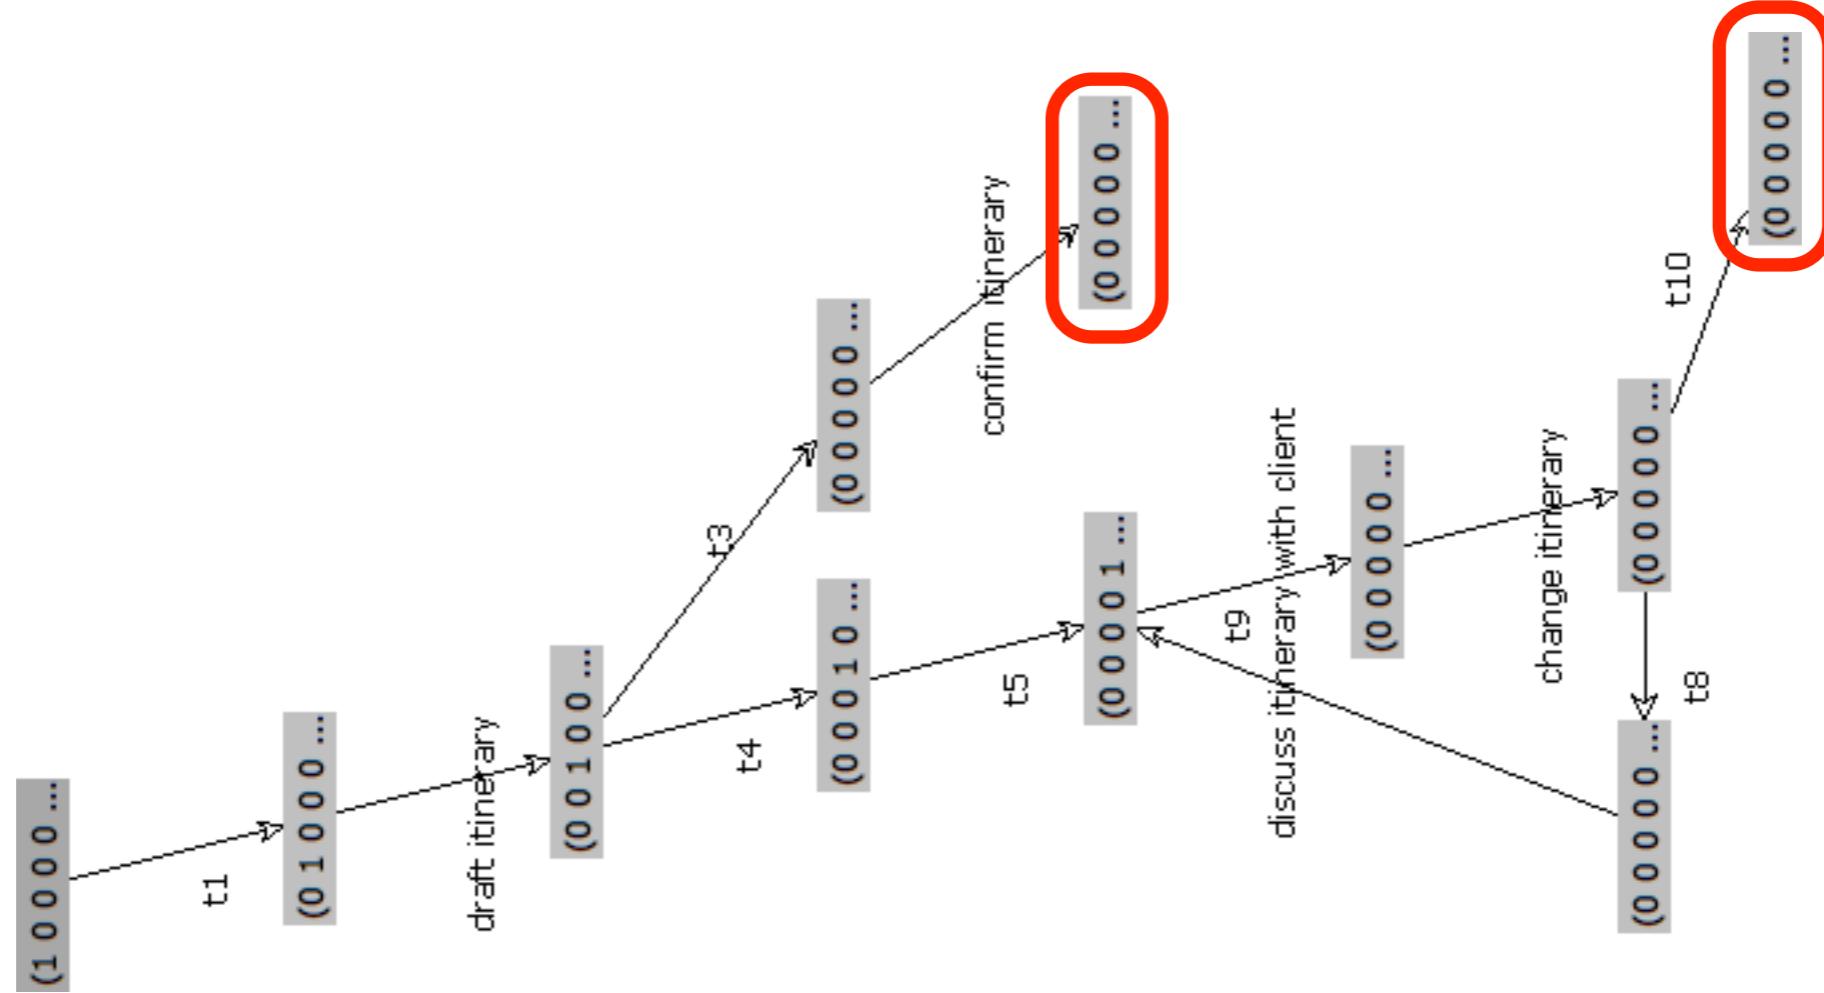 (1 0 0 0 0 ...
t1
(0 1 0 0 0 ...
draft itinerary
(0 0 1 0 0 ...
t3
t4
(0 0 0 0 0 ...
(0 0 0 1 0 ...
confirm itinerary
t5
(0 0 0 0 0 ...
(0 0 0 0 1 ...
t9
discuss itinerary with client
(0 0 0 0 0 ...
change itinerary
(0 0 0 0 0 ...
t8
(0 0 0 0 0 ...
t10
(0 0 0 0 0 ...